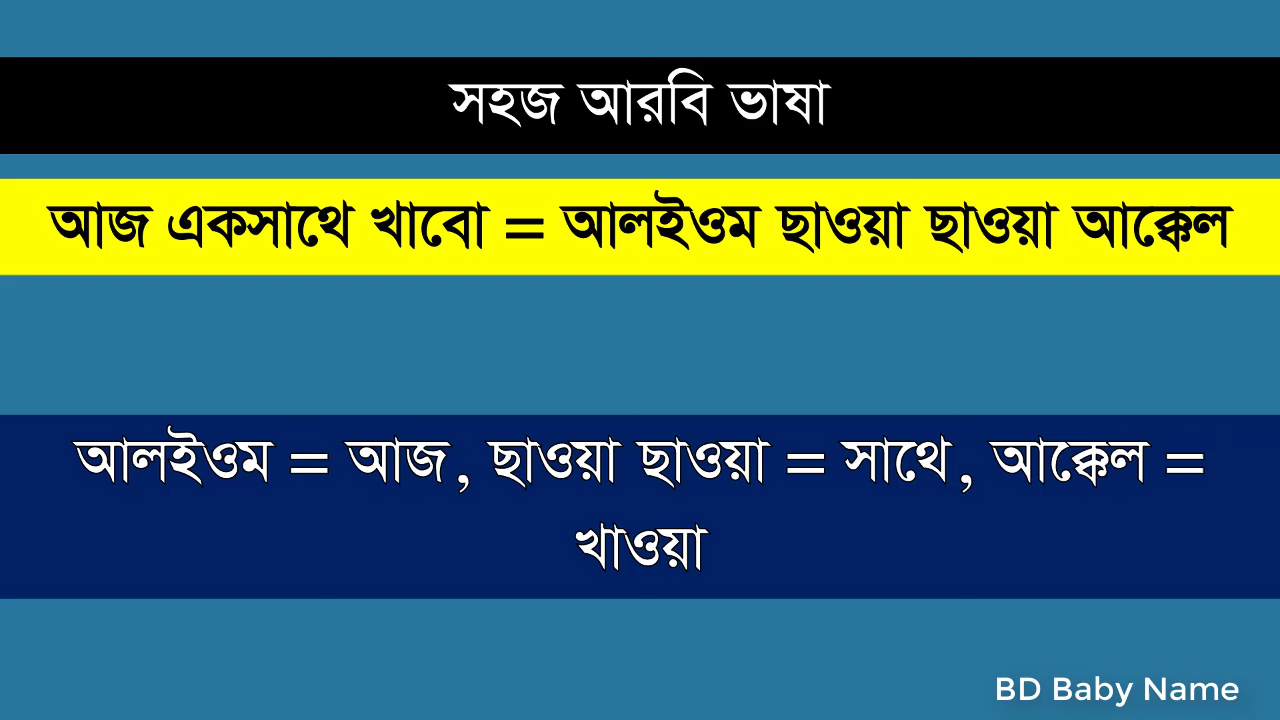 সহজ আরবি ভাষা
আজ একসাথে খাবো = আলইওম ছাওয়া ছাওয়া আক্কেল
আলইওম = আজ, ছাওয়া ছাওয়া = সাথে, আক্কেল =
খাওয়া
BD Baby Name